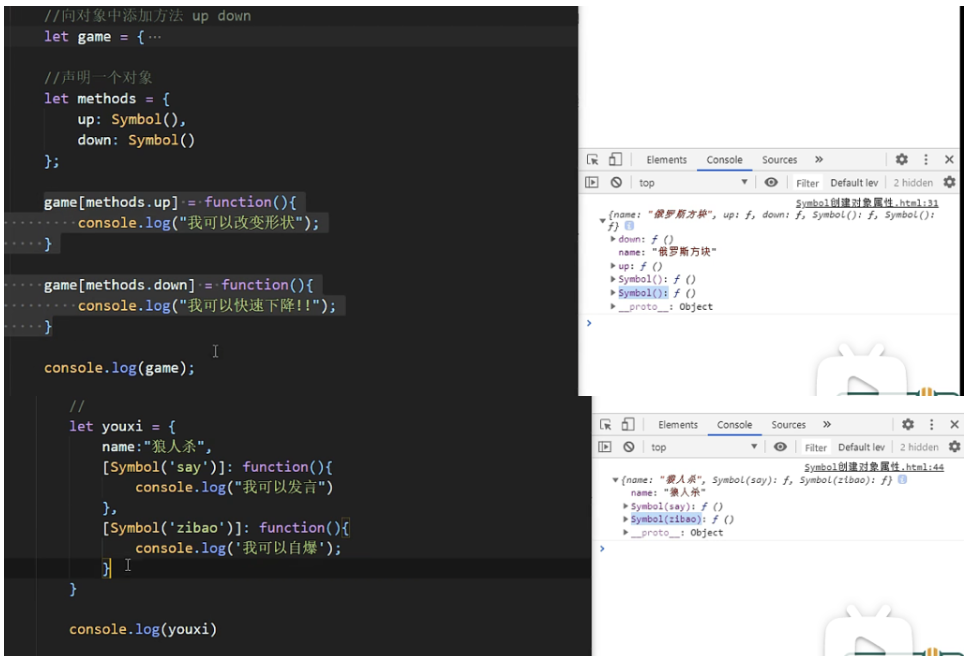 //向对象中添加方法 up down
let game = {…
//声明一个对象
let methods = {
up: Symbol(),
down: Symbol()
};
game[methods.up] = function(){
console.log("我可以改变形状");
}
game[methods.down] = function(){
console.log("我可以快速下降!!");
}
console.log(game);
Elements Console Sources »
top Filter Default lev 2 hidden
Symbol创建对象属性.html:31
{name: "俄罗斯方块", up: ƒ, down: ƒ, Symbol(): ƒ, Symbol():
ƒ}
down: ƒ ()
name: "俄罗斯方块"
up: ƒ ()
Symbol(): ƒ ()
Symbol(): ƒ ()
__proto__: Object
//
let youxi = {
name:"狼人杀",
[Symbol('say')]: function(){
console.log("我可以发言")
},
[Symbol('zibao')]: function(){
console.log('我可以自爆');
}
}
console.log(youxi)
Elements Console Sources »
top Filter Default lev 2 hidden
Symbol创建对象属性.html:44
{name: "狼人杀", Symbol(say): ƒ, Symbol(zibao): ƒ}
name: "狼人杀"
Symbol(say): ƒ ()
Symbol(zibao): ƒ ()
__proto__: Object